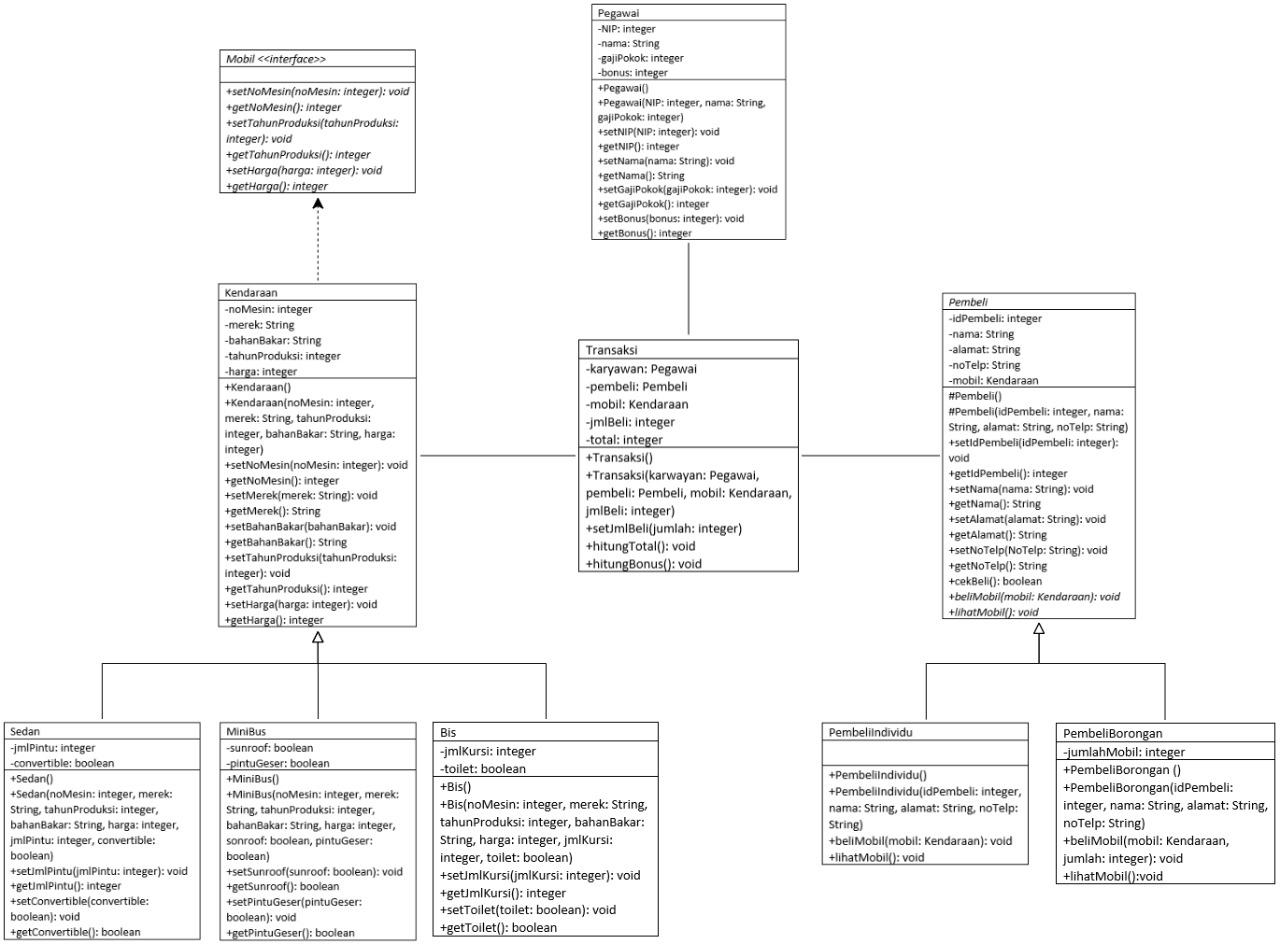 Pegawai
-NIP: integer
-nama: String
-gajiPokok: integer
-bonus: integer
+Pegawai()
+Pegawai(NIP: integer, nama: String,
gajiPokok: integer)
+setNIP(NIP: integer): void
+getNIP(): integer
+setNama(nama: String): void
+getNama(): String
+setGajiPokok(gajiPokok: integer): void
+getGajiPokok(): integer
+setBonus(bonus: integer): void
+getBonus(): integer
Mobil <<interface>>
+setNoMesin(noMesin: integer): void
+getNoMesin(): integer
+setTahunProduksi(tahunProduksi:
integer): void
+getTahunProduksi(): integer
+setHarga(harga: integer): void
+getHarga(): integer
Kendaraan
-noMesin: integer
-merek: String
-bahanBakar: String
-tahunProduksi: integer
-harga: integer
+Kendaraan()
+Kendaraan(noMesin: integer,
merek: String, tahunProduksi:
integer, bahanBakar: String, harga:
integer)
+setNoMesin(noMesin: integer): void
+getNoMesin(): integer
+setMerek(merek: String): void
+getMerek(): String
+setBahanBakar(bahanBakar): void
+getBahanBakar(): String
+setTahunProduksi(tahunProduksi:
integer): void
+getTahunProduksi(): integer
+setHarga(harga: integer): void
+getHarga(): integer
Transaksi
-karyawan: Pegawai
-pembeli: Pembeli
-mobil: Kendaraan
-jmlBeli: integer
-total: integer
+Transaksi()
+Transaksi(karwayan: Pegawai,
pembeli: Pembeli, mobil: Kendaraan,
jmlBeli: integer)
+setJmlBeli(jumlah: integer)
+hitungTotal(): void
+hitungBonus(): void
Pembeli
-idPembeli: integer
-nama: String
-alamat: String
-noTelp: String
-mobil: Kendaraan
#Pembeli()
#Pembeli(idPembeli: integer, nama:
String, alamat: String, noTelp: String)
+setIdPembeli(idPembeli: integer):
void
+getIdPembeli(): integer
+setNama(nama: String): void
+getNama(): String
+setAlamat(alamat: String): void
+getAlamat(): String
+setNoTelp(NoTelp: String): void
+getNoTelp(): String
+cekBeli(): boolean
+beliMobil(mobil: Kendaraan): void
+lihatMobil(): void
Sedan
-jmlPintu: integer
-convertible: boolean
+Sedan()
+Sedan(noMesin: integer, merek:
String, tahunProduksi: integer,
bahanBakar: String, harga: integer,
jmlPintu: integer, convertible:
boolean)
+setJmlPintu(jmlPintu: integer): void
+getJmlPintu(): integer
+setConvertible(convertible:
boolean): void
+getConvertible(): boolean
MiniBus
-sunroof: boolean
-pintuGeser: boolean
+MiniBus()
+MiniBus(noMesin: integer, merek:
String, tahunProduksi: integer,
bahanBakar: String, harga: integer,
sonroof: boolean, pintuGeser:
boolean)
+setSunroof(sunroof: boolean): void
+getSunroof(): boolean
+setPintuGeser(pintuGeser:
boolean): void
+getPintuGeser(): boolean
Bis
-jmlKursi: integer
-toilet: boolean
+Bis()
+Bis(noMesin: integer, merek: String,
tahunProduksi: integer, bahanBakar:
String, harga: integer, jmlKursi:
integer, toilet: boolean)
+setJmlKursi(jmlKursi: integer): void
+getJmlKursi(): integer
+setToilet(toilet: boolean): void
+getToilet(): boolean
PembeliIndividu
+PembeliIndividu()
+PembeliIndividu(idPembeli: integer,
nama: String, alamat: String, noTelp:
String)
+beliMobil(mobil: Kendaraan): void
+lihatMobil(): void
PembeliBorongan
-jumlahMobil: integer
+PembeliBorongan ()
+PembeliBorongan(idPembeli:
integer, nama: String, alamat: String,
noTelp: String)
+beliMobil(mobil: Kendaraan,
jumlah: integer): void
+lihatMobil():void